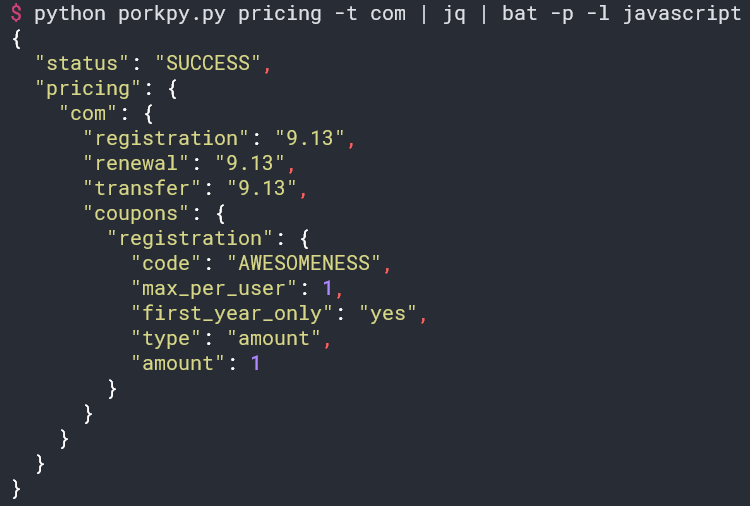 $ python porkpy.py pricing -t com | jq | bat -p -l javascript
{
  "status": "SUCCESS",
  "pricing": {
    "com": {
      "registration": "9.13",
      "renewal": "9.13",
      "transfer": "9.13",
      "coupons": {
        "registration": {
          "code": "AWESOMENESS",
          "max_per_user": 1,
          "first_year_only": "yes",
          "type": "amount",
          "amount": 1
        }
      }
    }
  }
}